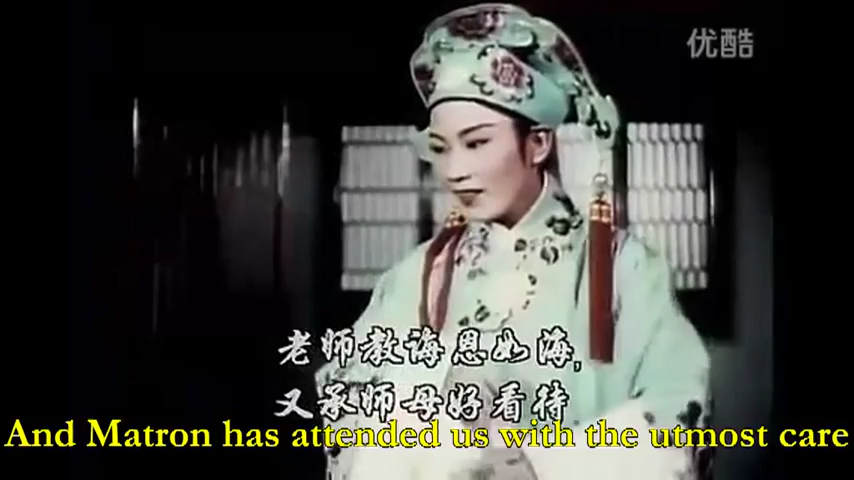 优酷
老师教诲恩如海,
又承师母好看待
And Matron has attended us with the utmost care